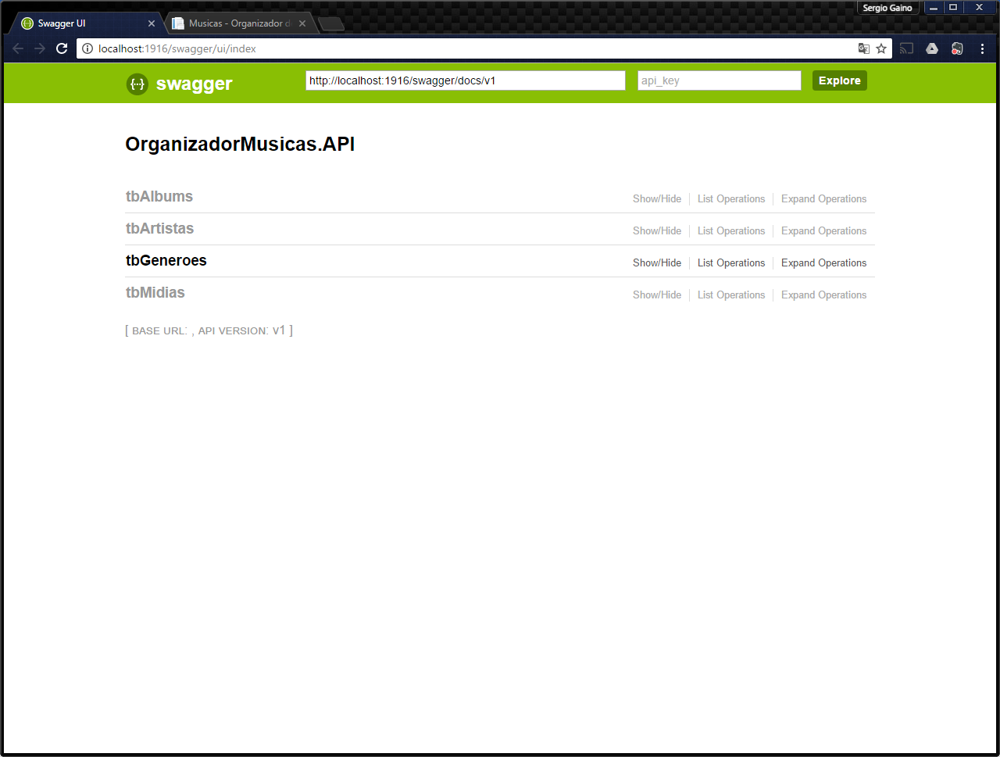 Sergio Gaino
Swagger UI
Musicas - Organizador d
localhost:1916/swagger/ui/index
{··} swagger
http://localhost:1916/swagger/docs/v1
api_key
Explore
OrganizadorMusicas.API
tbAlbums Show/Hide List Operations Expand Operations
tbArtistas Show/Hide List Operations Expand Operations
tbGeneroes Show/Hide List Operations Expand Operations
tbMidias Show/Hide List Operations Expand Operations
[ BASE URL: , API VERSION: v1 ]